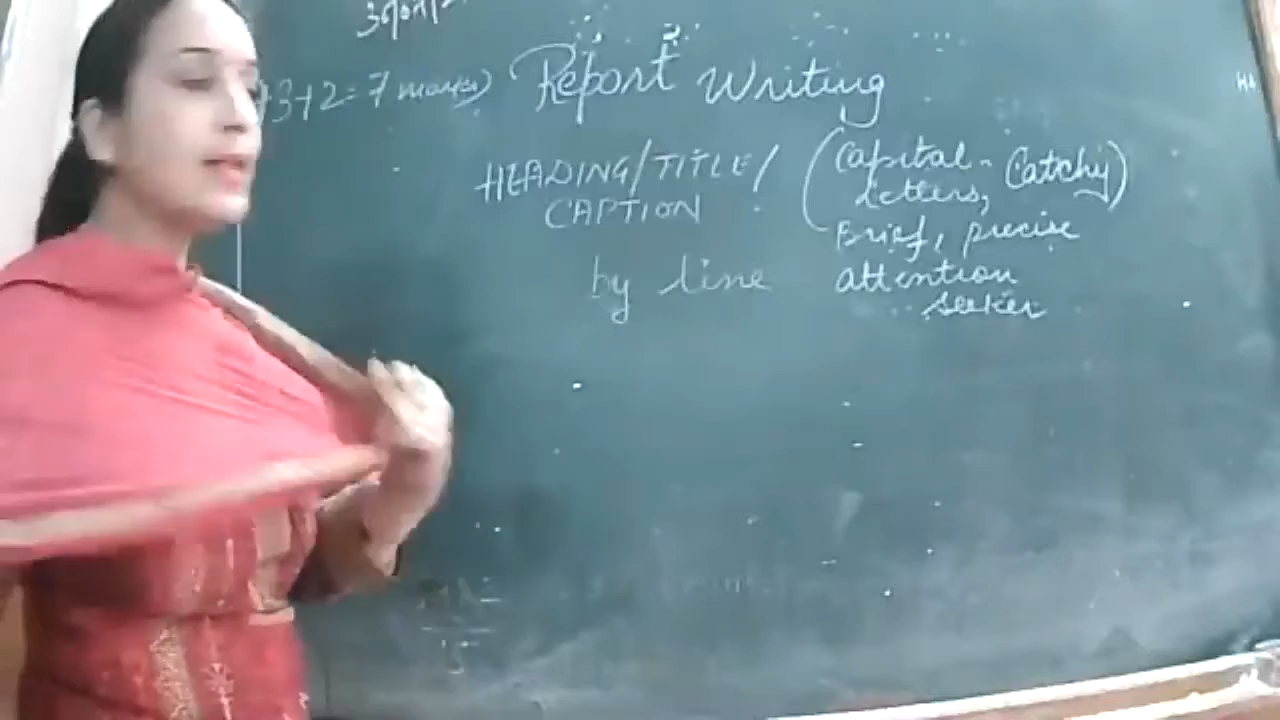 +3+2=7 marks) Report Writing
HEADING/TITLE/ (Capital- Catchy)
CAPTION letters,
Brief, precise
by line attention
seeker